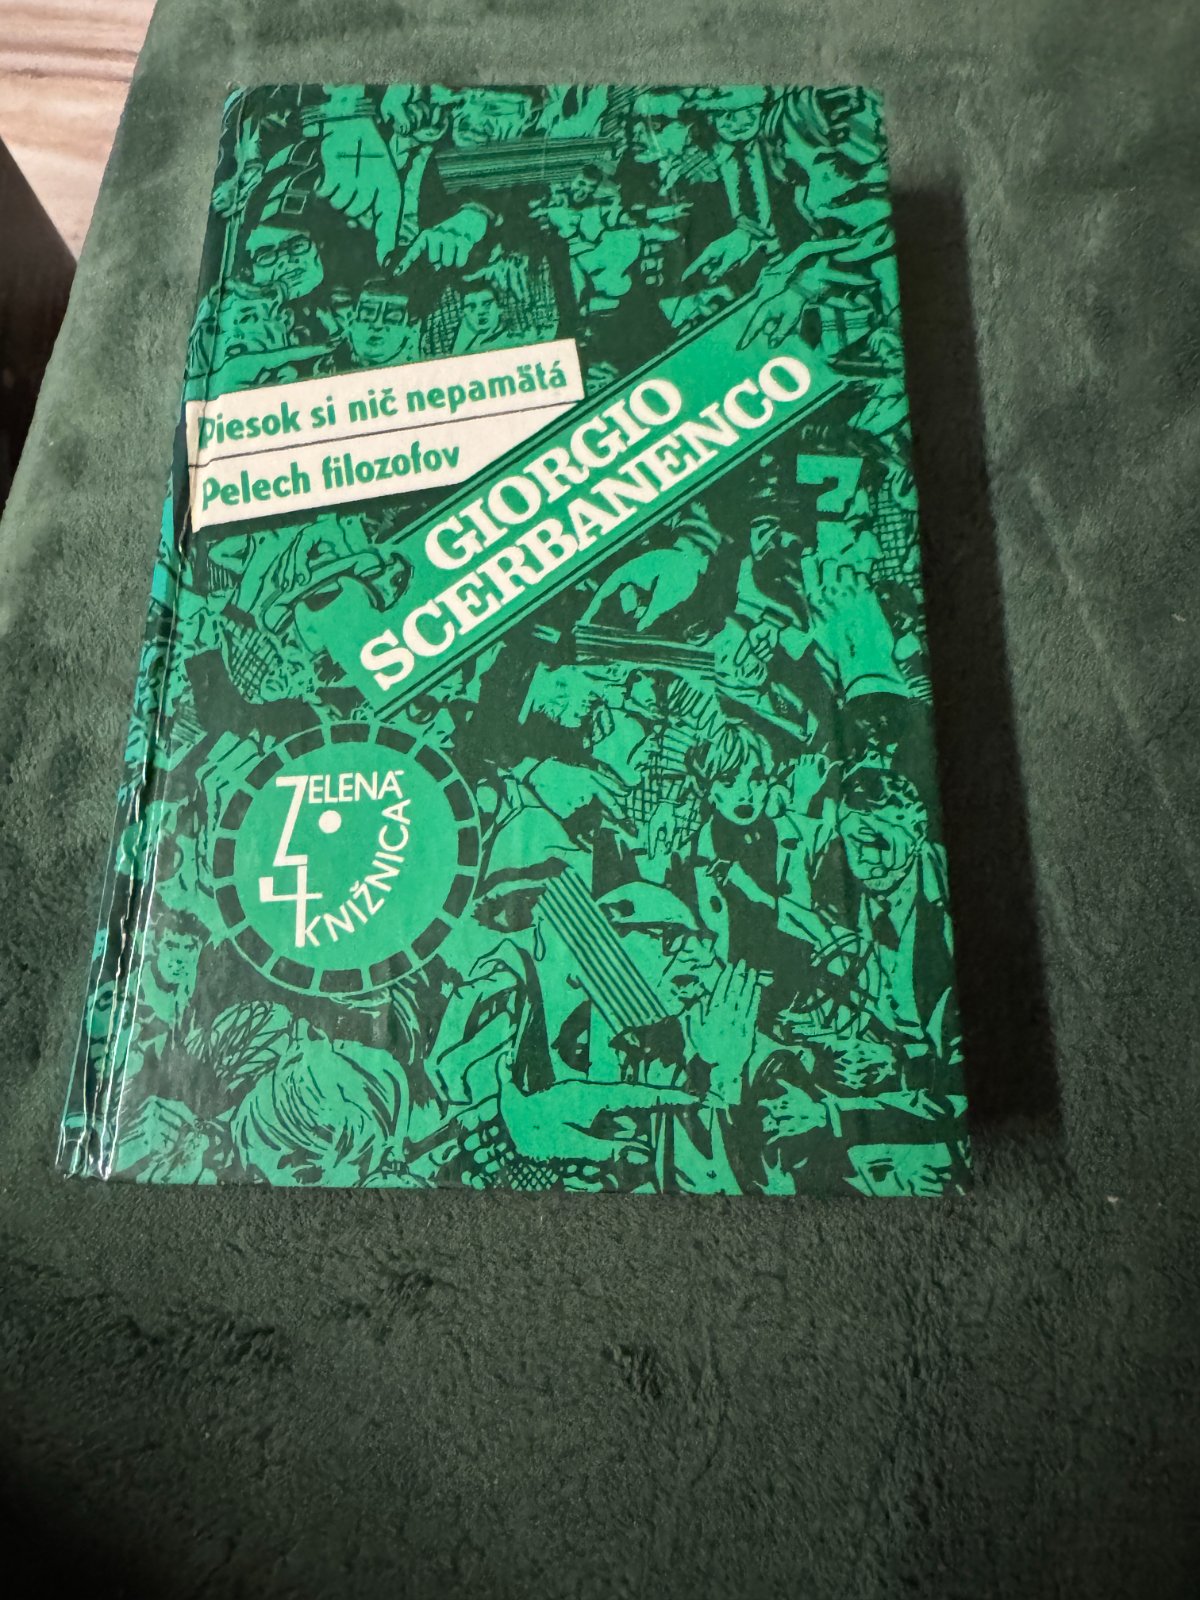 Piesok si nič nepamätá
Pelech filozofov
GIORGIO
SCERBANENCO
ZELENÁ
KNIŽNICA